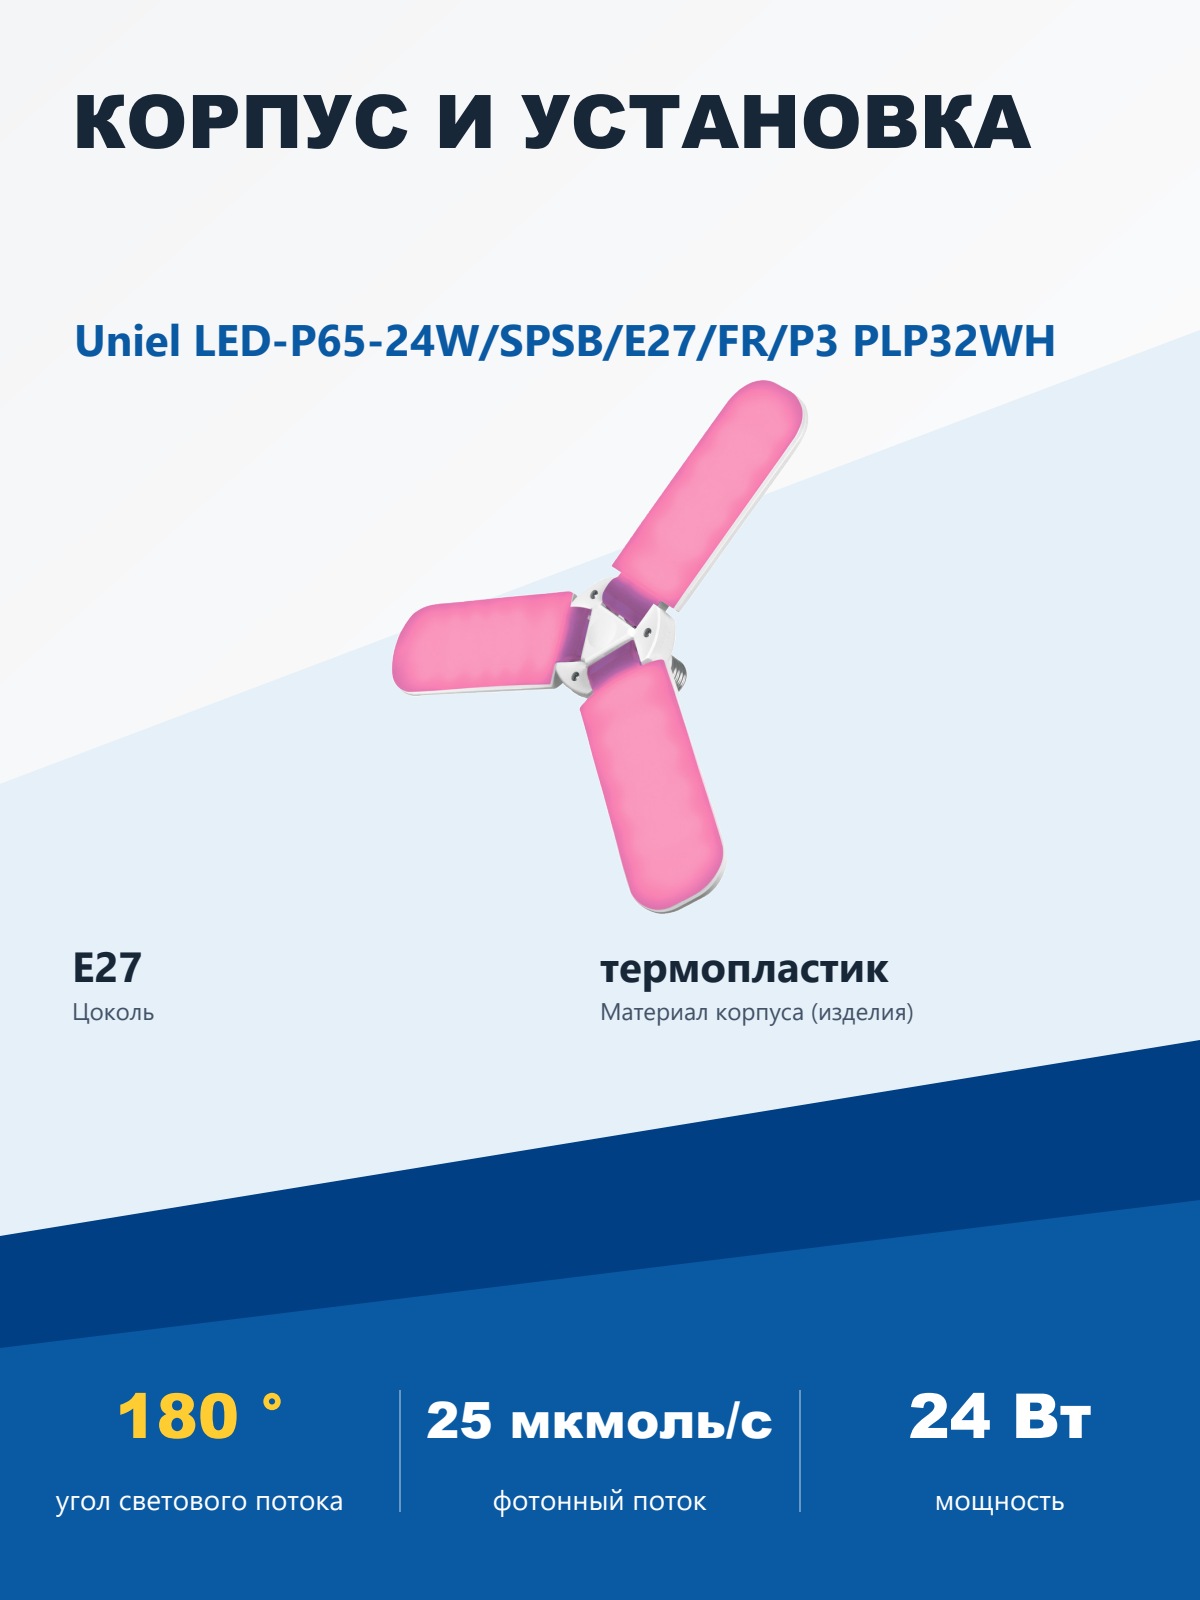 КОРПУС И УСТАНОВКА
Uniel LED-P65-24W/SPSB/E27/FR/P3 PLP32WH
E27
Цоколь
термопластик
Материал корпуса (изделия)
180 °
угол светового потока
25 мкмоль/с
фотонный поток
24 Вт
мощность